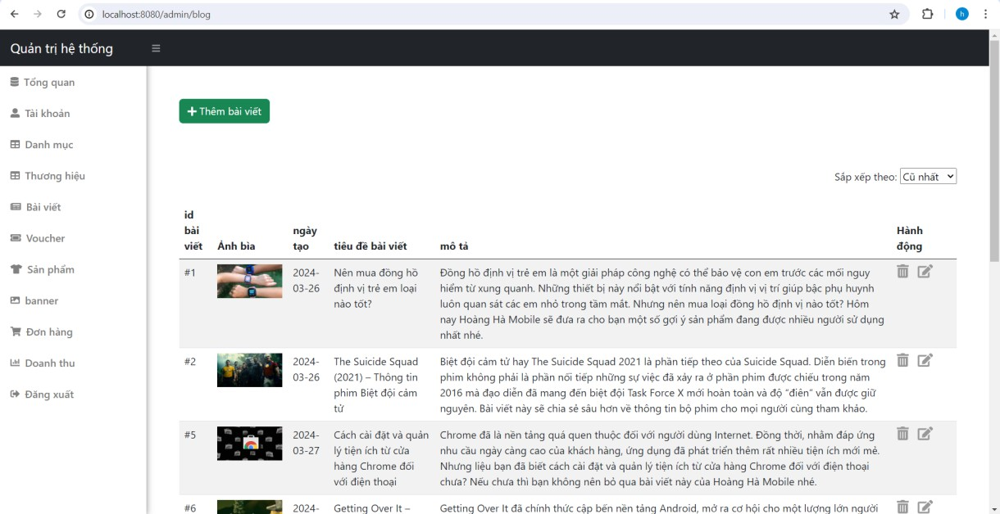 localhost:8080/admin/blog
h
Quản trị hệ thống
Tổng quan
Tài khoản
Danh mục
Thương hiệu
Bài viết
Voucher
Sản phẩm
banner
Đơn hàng
Doanh thu
Đăng xuất
Thêm bài viết
Sắp xếp theo: Cũ nhất
id
bài
viết
Ảnh bìa
ngày
tạo
tiêu đề bài viết
mô tả
Hành
động
#1
2024-
03-26
Nên mua đồng hồ
định vị trẻ em loại
nào tốt?
Đồng hồ định vị trẻ em là một giải pháp công nghệ có thể bảo vệ con em trước các mối nguy
hiểm từ xung quanh. Những thiết bị này nổi bật với tính năng định vị vị trí giúp bậc phụ huynh
luôn quan sát các em nhỏ trong tầm mắt. Nhưng nên mua loại đồng hồ định vị nào tốt? Hôm
nay Hoàng Hà Mobile sẽ đưa ra cho bạn một số gợi ý sản phẩm đang được nhiều người sử dụng
nhất nhé.
#2
2024-
03-26
The Suicide Squad
(2021) – Thông tin
phim Biệt đội cảm
tử
Biệt đội cảm tử hay The Suicide Squad 2021 là phần tiếp theo của Suicide Squad. Diễn biến trong
phim không phải là phần nối tiếp những sự việc đã xảy ra ở phần phim được chiếu trong năm
2016 mà đạo diễn đã mang đến biệt đội Task Force X mới hoàn toàn và độ “điên” vẫn được giữ
nguyên. Bài viết này sẽ chia sẻ sâu hơn về thông tin bộ phim cho mọi người cùng tham khảo.
#5
2024-
03-27
Cách cài đặt và quản
lý tiện ích từ cửa
hàng Chrome đối
với điện thoại
Chrome đã là nền tảng quá quen thuộc đối với người dùng Internet. Đồng thời, nhằm đáp ứng
nhu cầu ngày càng cao của khách hàng, ứng dụng đã phát triển thêm rất nhiều tiện ích mới mẻ.
Nhưng liệu bạn đã biết cách cài đặt và quản lý tiện ích từ cửa hàng Chrome đối với điện thoại
chưa? Nếu chưa thì bạn không nên bỏ qua bài viết này của Hoàng Hà Mobile nhé.
#6
2024-
Getting Over It –
Getting Over It đã chính thức cập bến nền tảng Android, mở ra cơ hội cho một lượng lớn người